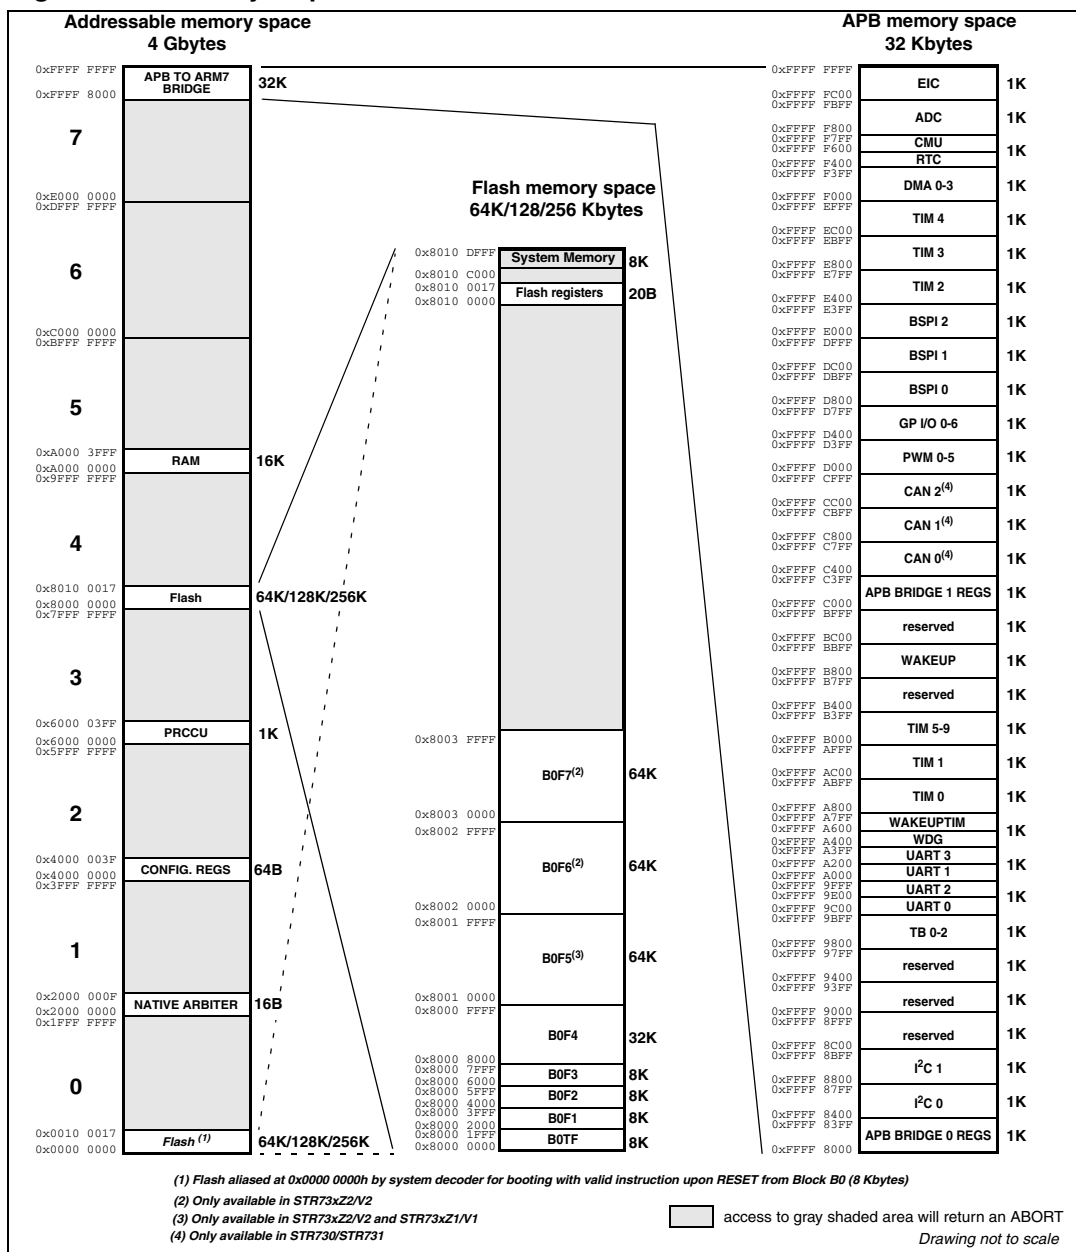 Addressable memory space
4 Gbytes
0xFFFF FFFF
APB TO ARM7
BRIDGE
32K
0xFFFF 8000
7
0xE000 0000
0xDFFF FFFF
6
0xC000 0000
0xBFFF FFFF
5
0xA000 3FFF
RAM
16K
0xA000 0000
0x9FFF FFFF
4
0x8010 0017
Flash
64K/128K/256K
0x8000 0000
0x7FFF FFFF
3
0x6000 03FF
PRCCU
1K
0x6000 0000
0x5FFF FFFF
2
0x4000 003F
CONFIG. REGS
64B
0x4000 0000
0x3FFF FFFF
1
0x2000 000F
NATIVE ARBITER
16B
0x2000 0000
0x1FFF FFFF
0
0x0010 0017
Flash (1)
64K/128K/256K
0x0000 0000
Flash memory space
64K/128/256 Kbytes
0x8010 DFFF
System Memory
8K
0x8010 C000
0x8010 0017
Flash registers
20B
0x8010 0000
0x8003 FFFF
B0F7(2)
64K
0x8003 0000
0x8002 FFFF
B0F6(2)
64K
0x8002 0000
0x8001 FFFF
B0F5(3)
64K
0x8001 0000
0x8000 FFFF
B0F4
32K
0x8000 8000
0x8000 7FFF
B0F3
8K
0x8000 6000
0x8000 5FFF
B0F2
8K
0x8000 4000
0x8000 3FFF
B0F1
8K
0x8000 2000
0x8000 1FFF
B0TF
8K
0x8000 0000
APB memory space
32 Kbytes
0xFFFF FFFF
EIC
1K
0xFFFF FC00
0xFFFF FBFF
ADC
1K
0xFFFF F800
0xFFFF F7FF
CMU
0xFFFF F600
1K
RTC
0xFFFF F400
0xFFFF F3FF
DMA 0-3
1K
0xFFFF F000
0xFFFF EFFF
TIM 4
1K
0xFFFF EC00
0xFFFF EBFF
TIM 3
1K
0xFFFF E800
0xFFFF E7FF
TIM 2
1K
0xFFFF E400
0xFFFF E3FF
BSPI 2
1K
0xFFFF E000
0xFFFF DFFF
BSPI 1
1K
0xFFFF DC00
0xFFFF DBFF
BSPI 0
1K
0xFFFF D800
0xFFFF D7FF
GP I/O 0-6
1K
0xFFFF D400
0xFFFF D3FF
PWM 0-5
1K
0xFFFF D000
0xFFFF CFFF
CAN 2(4)
1K
0xFFFF CC00
0xFFFF CBFF
CAN 1(4)
1K
0xFFFF C800
0xFFFF C7FF
CAN 0(4)
1K
0xFFFF C400
0xFFFF C3FF
APB BRIDGE 1 REGS
1K
0xFFFF C000
0xFFFF BFFF
reserved
1K
0xFFFF BC00
0xFFFF BBFF
WAKEUP
1K
0xFFFF B800
0xFFFF B7FF
reserved
1K
0xFFFF B400
0xFFFF B3FF
TIM 5-9
1K
0xFFFF B000
0xFFFF AFFF
TIM 1
1K
0xFFFF AC00
0xFFFF ABFF
TIM 0
1K
0xFFFF A800
0xFFFF A7FF
WAKEUPTIM
0xFFFF A600
1K
WDG
0xFFFF A400
0xFFFF A3FF
UART 3
0xFFFF A200
1K
UART 1
0xFFFF A000
0xFFFF 9FFF
UART 2
0xFFFF 9E00
1K
UART 0
0xFFFF 9C00
0xFFFF 9BFF
TB 0-2
1K
0xFFFF 9800
0xFFFF 97FF
reserved
1K
0xFFFF 9400
0xFFFF 93FF
reserved
1K
0xFFFF 9000
0xFFFF 8FFF
reserved
1K
0xFFFF 8C00
0xFFFF 8BFF
I2C 1
1K
0xFFFF 8800
0xFFFF 87FF
I2C 0
1K
0xFFFF 8400
0xFFFF 83FF
APB BRIDGE 0 REGS
1K
0xFFFF 8000
(1) Flash aliased at 0x0000 0000h by system decoder for booting with valid instruction upon RESET from Block B0 (8 Kbytes)
(2) Only available in STR73xZ2/V2
(3) Only available in STR73xZ2/V2 and STR73xZ1/V1
(4) Only available in STR730/STR731
access to gray shaded area will return an ABORT
Drawing not to scale